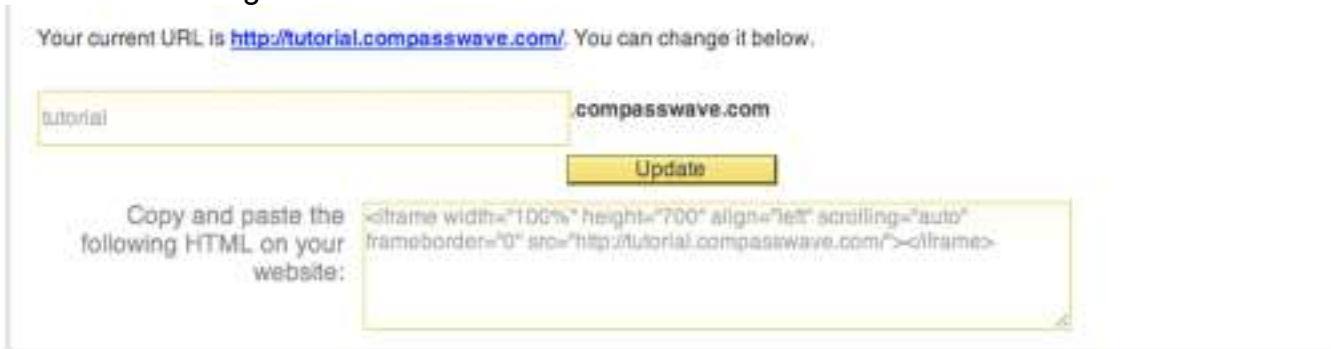 Your current URL is http://tutorial.compasswave.com/. You can change it below.
tutorial
.compasswave.com
Update
Copy and paste the
following HTML on your
website:
<iframe width="100%" height="700" align="left" scrolling="auto"
frameborder="0" src="http://tutorial.compasswave.com/"></iframe>